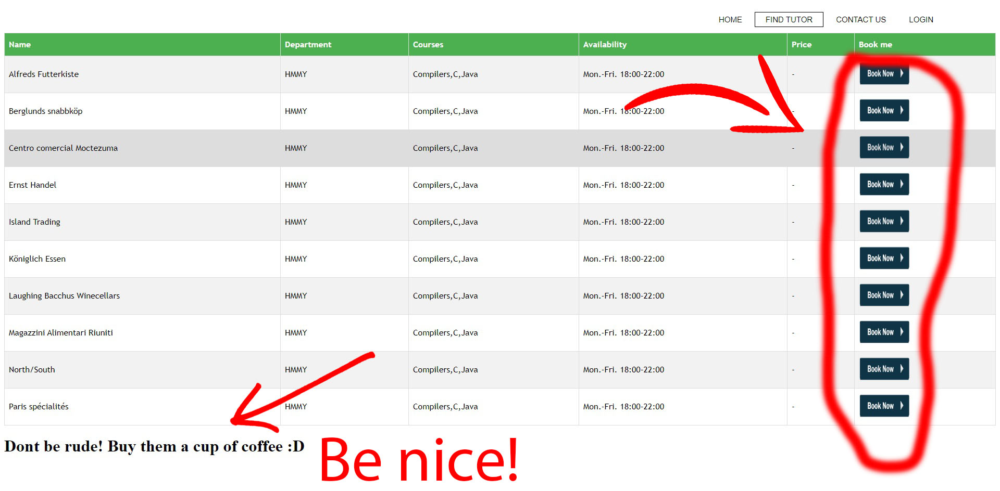 HOME FIND TUTOR CONTACT US LOGIN
Name Department Courses Availability Price Book me
Alfreds Futterkiste HMMY Compilers,C,Java Mon.-Fri. 18:00-22:00 - Book Now
Berglunds snabbköp HMMY Compilers,C,Java Mon.-Fri. 18:00-22:00 - Book Now
Centro comercial Moctezuma HMMY Compilers,C,Java Mon.-Fri. 18:00-22:00 - Book Now
Ernst Handel HMMY Compilers,C,Java Mon.-Fri. 18:00-22:00 - Book Now
Island Trading HMMY Compilers,C,Java Mon.-Fri. 18:00-22:00 - Book Now
Königlich Essen HMMY Compilers,C,Java Mon.-Fri. 18:00-22:00 - Book Now
Laughing Bacchus Winecellars HMMY Compilers,C,Java Mon.-Fri. 18:00-22:00 - Book Now
Magazzini Alimentari Riuniti HMMY Compilers,C,Java Mon.-Fri. 18:00-22:00 - Book Now
North/South HMMY Compilers,C,Java Mon.-Fri. 18:00-22:00 - Book Now
Paris spécialités HMMY Compilers,C,Java Mon.-Fri. 18:00-22:00 - Book Now
Dont be rude! Buy them a cup of coffee :D
Be nice!